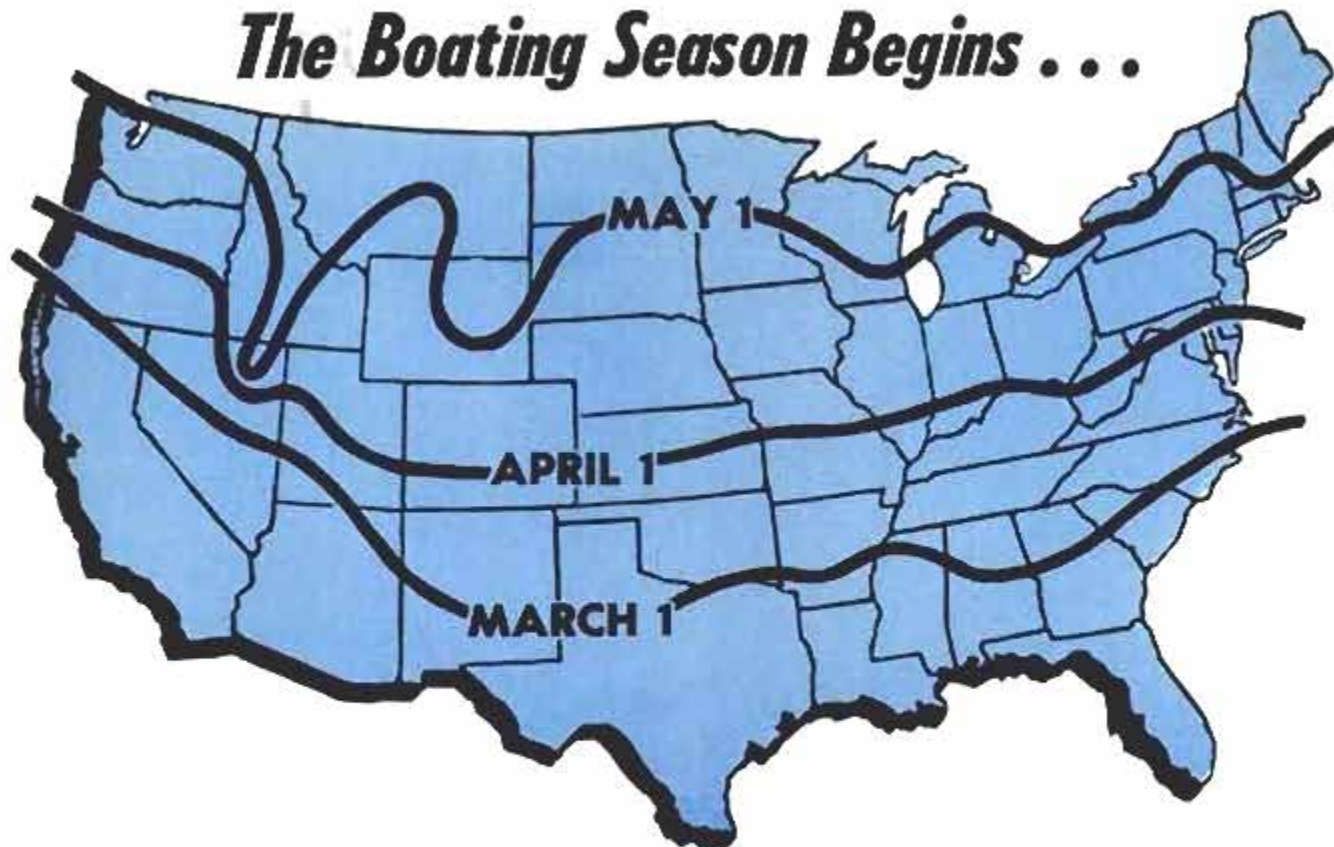 The Boating Season Begins . . .
MAY 1
APRIL 1
MARCH 1